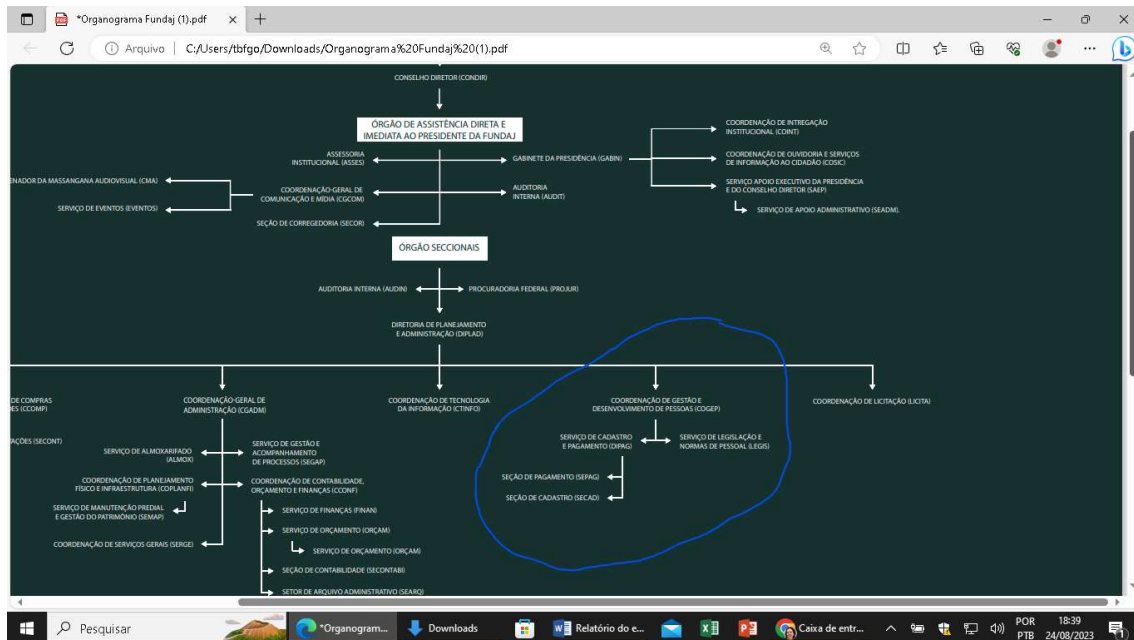 *Organograma Fundaj (1).pdf
Arquivo
C:/Users/tbfgo/Downloads/Organograma%20Fundaj%20(1).pdf
CONSELHO DIRETOR (CONDIR)
ÓRGÃO DE ASSISTÊNCIA DIRETA E
IMEDIATA AO PRESIDENTE DA FUNDAJ
ASSESSORIA
INSTITUCIONAL (ASSES)
GABINETE DA PRESIDÊNCIA (GABIN)
COORDENAÇÃO DE INTREGAÇÃO
INSTITUCIONAL (COINT)
COORDENAÇÃO DE OUVIDORIA E SERVIÇOS
DE INFORMAÇÃO AO CIDADÃO (COSIC)
SERVIÇO APOIO EXECUTIVO DA PRESIDÊNCIA
E DO CONSELHO DIRETOR (SAEP)
SERVIÇO DE APOIO ADMINISTRATIVO (SEADM).
ENADOR DA MASSANGANA AUDIOVISUAL (CMA)
SERVIÇO DE EVENTOS (EVENTOS)
COORDENAÇÃO-GERAL DE
COMUNICAÇÃO E MÍDIA (CGCOM)
AUDITORIA
INTERNA (AUDIT)
SEÇÃO DE CORREGEDORIA (SECOR)
ÓRGÃO SECCIONAIS
AUDITORIA INTERNA (AUDIN)
PROCURADORIA FEDERAL (PROJUR)
DIRETORIA DE PLANEJAMENTO
E ADMINISTRAÇÃO (DIPLAD)
DE COMPRAS
ES (CCOMP)
AÇÕES (SECONT)
COORDENAÇÃO-GERAL DE
ADMINISTRAÇÃO (CGADM)
SERVIÇO DE ALMOXARIFADO
(ALMOX)
SERVIÇO DE GESTÃO E
ACOMPANHAMENTO
DE PROCESSOS (SEGAP)
COORDENAÇÃO DE PLANEJAMENTO
FÍSICO E INFRAESTRUTURA (COPLANFI)
COORDENAÇÃO DE CONTABILIDADE,
ORÇAMENTO E FINANÇAS (CCONF)
SERVIÇO DE MANUTENÇÃO PREDIAL
E GESTÃO DO PATRIMÔNIO (SEMAP)
SERVIÇO DE FINANÇAS (FINAN)
SERVIÇO DE ORÇAMENTO (ORÇAM)
SERVIÇO DE ORÇAMENTO (ORÇAM)
COORDENAÇÃO DE SERVIÇOS GERAIS (SERGE)
SEÇÃO DE CONTABILIDADE (SECONTABI)
SETOR DE ARQUIVO ADMINISTRATIVO (SEARQ)
COORDENAÇÃO DE TECNOLOGIA
DA INFORMAÇÃO (CTINFO)
COORDENAÇÃO DE GESTÃO E
DESENVOLVIMENTO DE PESSOAS (COGEP)
SERVIÇO DE CADASTRO
E PAGAMENTO (DIPAG)
SERVIÇO DE LEGISLAÇÃO E
NORMAS DE PESSOAL (LEGIS)
SEÇÃO DE PAGAMENTO (SEPAG)
SEÇÃO DE CADASTRO (SECAD)
COORDENAÇÃO DE LICITAÇÃO (LICITA)
Pesquisar
*Organogram...
Downloads
Relatório do e...
Caixa de entr...
POR
PTB
18:39
24/08/2023